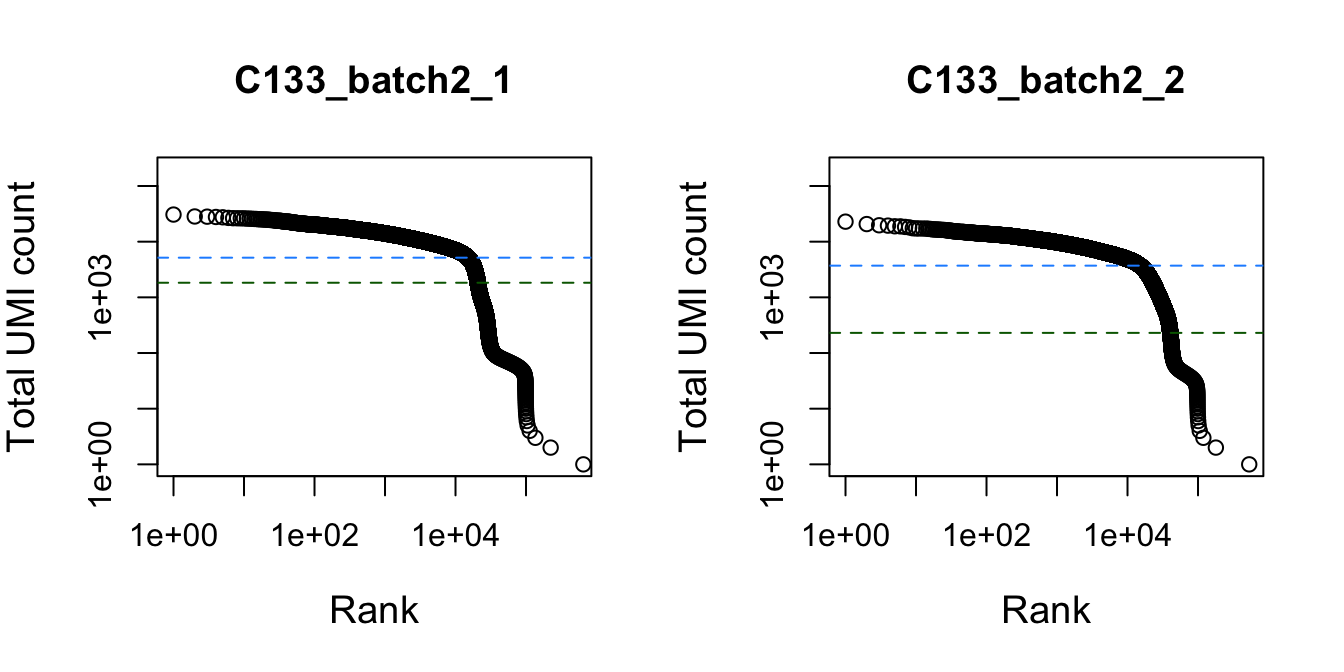 C133_batch2_1
Total UMI count
1e+03
1e+00
1e+00 1e+02 1e+04
Rank
C133_batch2_2
Total UMI count
1e+03
1e+00
1e+00 1e+02 1e+04
Rank